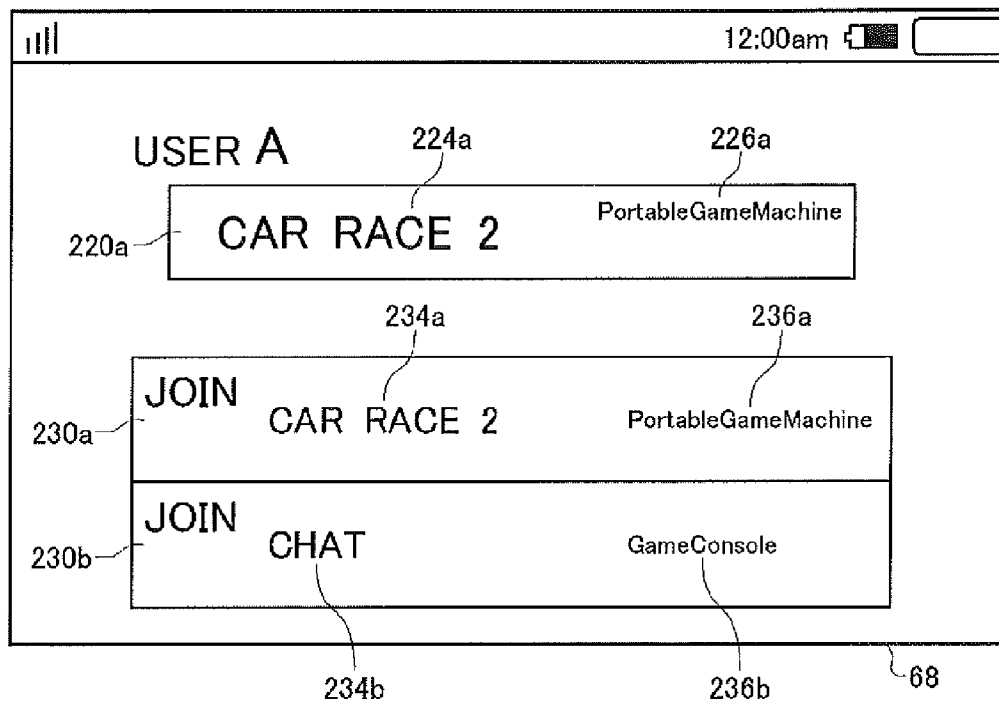 12:00am
USER A
224a
226a
CAR RACE 2
PortableGameMachine
220a
234a
236a
JOIN
CAR RACE 2
PortableGameMachine
230a
JOIN
CHAT
GameConsole
230b
234b
236b
68